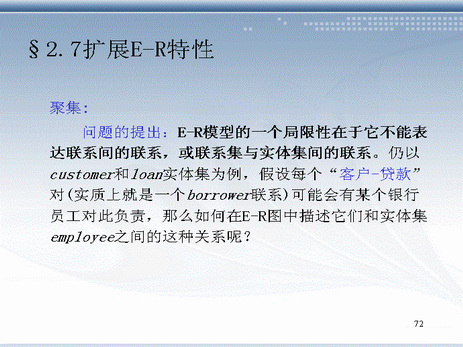 §2.7扩展E-R特性
聚集:
问题的提出：E-R模型的一个局限性在于它不能表
达联系间的联系，或联系集与实体集间的联系。仍以
customer和loan实体集为例，假设每个“客户-贷款”
对(实质上就是一个borrower联系)可能会有某个银行
员工对此负责，那么如何在E-R图中描述它们和实体集
employee之间的这种关系呢？
72